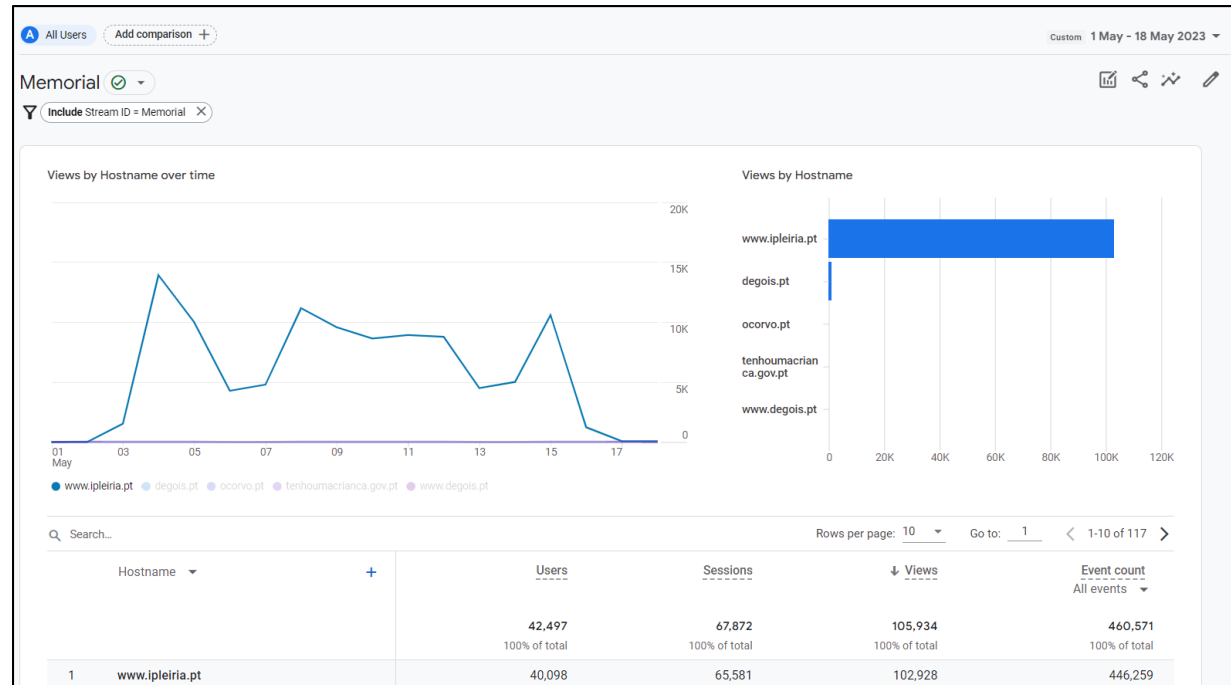 A All Users Add comparison + Custom 1 May - 18 May 2023
Memorial
Include Stream ID = Memorial X
Views by Hostname over time
20K
15K
10K
5K
0
01 03 05 07 09 11 13 15 17
May
www.ipleiria.pt degois.pt ocorvo.pt tenhoumacrianca.gov.pt www.degois.pt
Views by Hostname
www.ipleiria.pt
degois.pt
ocorvo.pt
tenhoumacrian
ca.gov.pt
www.degois.pt
0 20K 40K 60K 80K 100K 120K
Search... Rows per page: 10 Go to: 1 < 1-10 of 117 >
Hostname + Users Sessions ↓ Views Event count
All events
42,497 67,872 105,934 460,571
100% of total 100% of total 100% of total 100% of total
1 www.ipleiria.pt 40,098 65,581 102,928 446,259